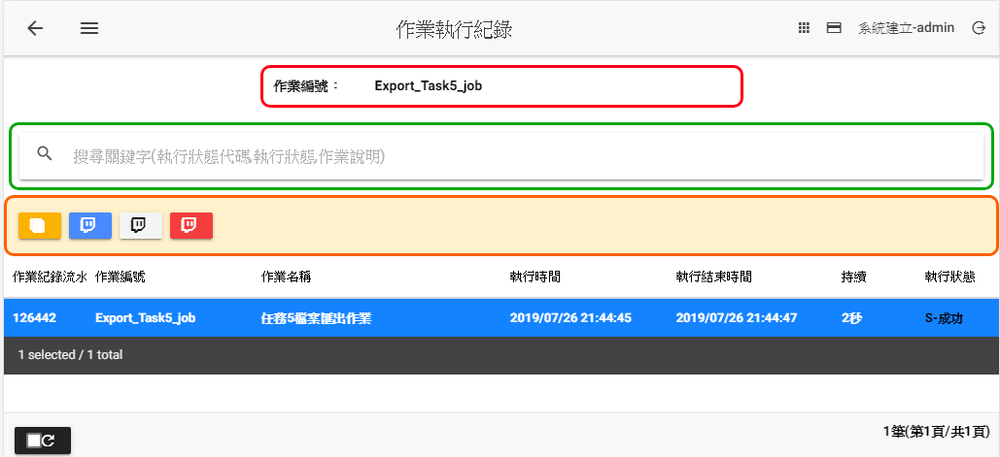 作業執行紀錄 系統建立-admin
作業編號： Export_Task5_job
搜尋關鍵字(執行狀態代碼,執行狀態,作業說明)
作業紀錄流水 作業編號 作業名稱 執行時間 執行結束時間 持續 執行狀態
126442 Export_Task5_job 任務5檔案匯出作業 2019/07/26 21:44:45 2019/07/26 21:44:47 2秒 S-成功
1 selected / 1 total
1筆(第1頁/共1頁)